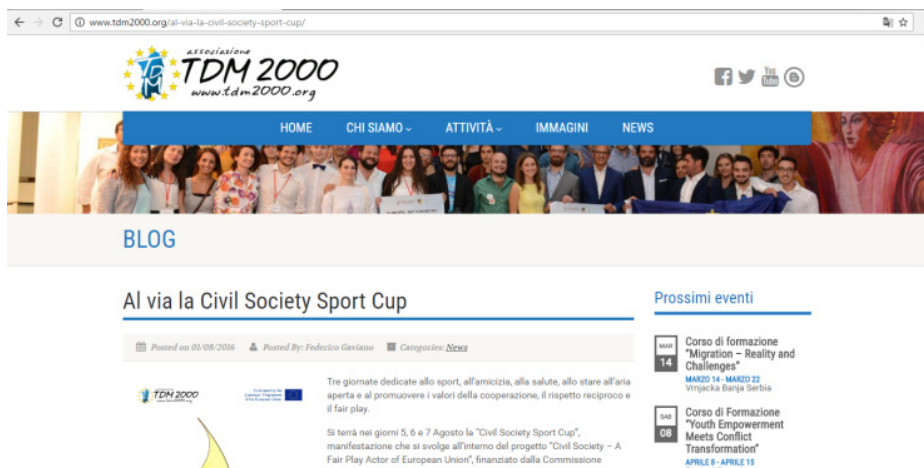 www.tdm2000.org/al-via-la-civil-society-sport-cup/
associazione
TDM 2000
www.tdm2000.org
You
Tube
HOME CHI SIAMO ATTIVITÀ IMMAGINI NEWS
BLOG
Al via la Civil Society Sport Cup
Posted on 01/08/2016 Posted By: Federico Gaviano Categories: News
TDM 2000
Tre giornate dedicate allo sport, all'amicizia, alla salute, allo stare all'aria
aperta e al promuovere i valori della cooperazione, il rispetto reciproco e
il fair play.
Si terrà nei giorni 5, 6 e 7 Agosto la "Civil Society Sport Cup",
manifestazione che si svolge all'interno del progetto "Civil Society – A
Fair Play Actor of European Union", finanziato dalla Commissione
Prossimi eventi
MAR
14
Corso di formazione
"Migration – Reality and
Challenges"
MARZO 14 - MARZO 22
Vrnjacka Banja Serbia
SAB
08
Corso di Formazione
"Youth Empowerment
Meets Conflict
Transformation"
APRILE 8 - APRILE 15